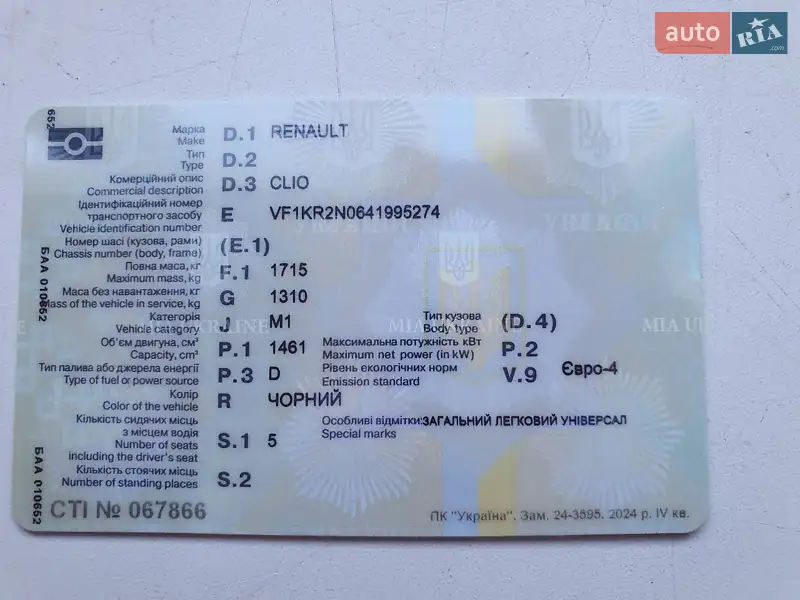 auto RIA .com
652
Марка D.1 RENAULT
Make
Тип D.2
Type
Комерційний опис D.3 CLIO
Commercial description
Ідентифікаційний номер
транспортного засобу E VF1KR2N0641995274
Vehicle identification number
Номер шасі (кузова, рами) (E.1)
Chassis number (body, frame)
Повна маса, кг F.1 1715
Maximum mass, kg
Маса без навантаження, кг G 1310
Mass of the vehicle in service, kg
Категорія J M1 Тип кузова (D.4)
Vehicle category Body type
MIA UKRAINE
Об'єм двигуна, см³ P.1 1461 Максимальна потужність кВт P.2
Capacity, cm³ Maximum net power (in kW)
Тип палива або джерела енергії P.3 D Рівень екологічних норм V.9 Євро-4
Type of fuel or power source Emission standard
Колір R ЧОРНИЙ
Color of the vehicle
Кількість сидячих місць Особливі відмітки: ЗАГАЛЬНИЙ ЛЕГКОВИЙ УНІВЕРСАЛ
з місцем водія S.1 5 Special marks
Number of seats
including the driver's seat
Кількість стоячих місць S.2
Number of standing places
БАА 010652
БАА 010652
СТІ № 067866
ПК "Україна". Зам. 24-3595. 2024 р. IV кв.